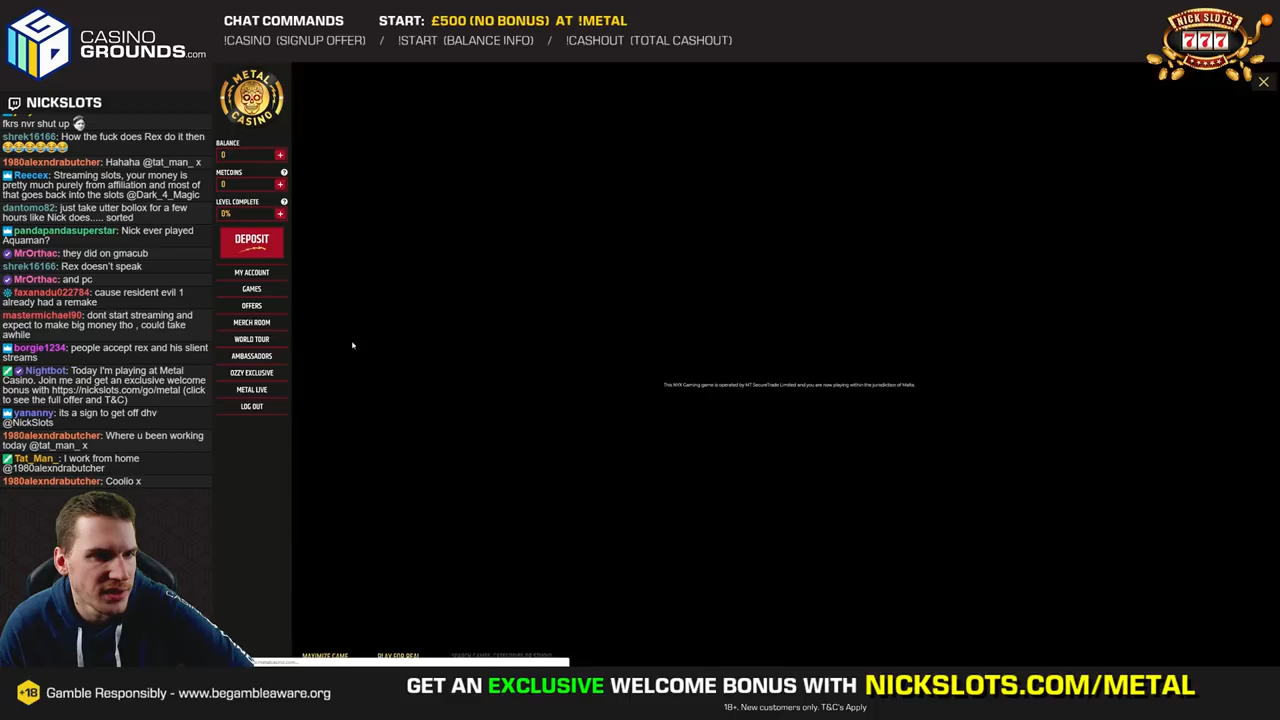 CASINO
GROUNDS.com
CHAT COMMANDS
START: £500 (NO BONUS) AT !METAL
!CASINO (SIGNUP OFFER) / !START (BALANCE INFO) / !CASHOUT (TOTAL CASHOUT)
NICK SLOTS
777
NICKSLOTS
fkrs nvr shut up
shrek16166: How the fuck does Rex do it then
1980alexndrabutcher: Hahaha @tat_man_ x
Reecex: Streaming slots, your money is
pretty much purely from affiliation and most of
that goes back into the slots @Dark_4_Magic
dantomo82: just take utter bollox for a few
hours like Nick does..... sorted
pandapandasuperstar: Nick ever played
Aquaman?
MrOrthac: they did on gmacub
shrek16166: Rex doesn't speak
MrOrthac: and pc
faxanadu022784: cause resident evil 1
already had a remake
mastermichael90: dont start streaming and
expect to make big money tho , could take
awhile
borgie1234: people accept rex and his slient
streams
Nightbot: Today I'm playing at Metal
Casino. Join me and get an exclusive welcome
bonus with https://nickslots.com/go/metal (click
to see the full offer and T&C)
yananny: its a sign to get off dhv
@NickSlots
1980alexndrabutcher: Where u been working
today @tat_man_ x
Tat_Man_: I work from home
@1980alexndrabutcher
1980alexndrabutcher: Coolio x
METAL
CASINO
BALANCE
0 +
METCOINS ?
0 +
LEVEL COMPLETE ?
0% +
DEPOSIT
MY ACCOUNT
GAMES
OFFERS
MERCH ROOM
WORLD TOUR
AMBASSADORS
OZZY EXCLUSIVE
METAL LIVE
LOG OUT
This NYX Gaming game is operated by MT SecureTrade Limited and you are now playing within the jurisdiction of Malta.
MAXIMIZE GAME
PLAY FOR REAL
+18 Gamble Responsibly - www.begambleaware.org
GET AN EXCLUSIVE WELCOME BONUS WITH NICKSLOTS.COM/METAL
18+. New customers only. T&C's Apply